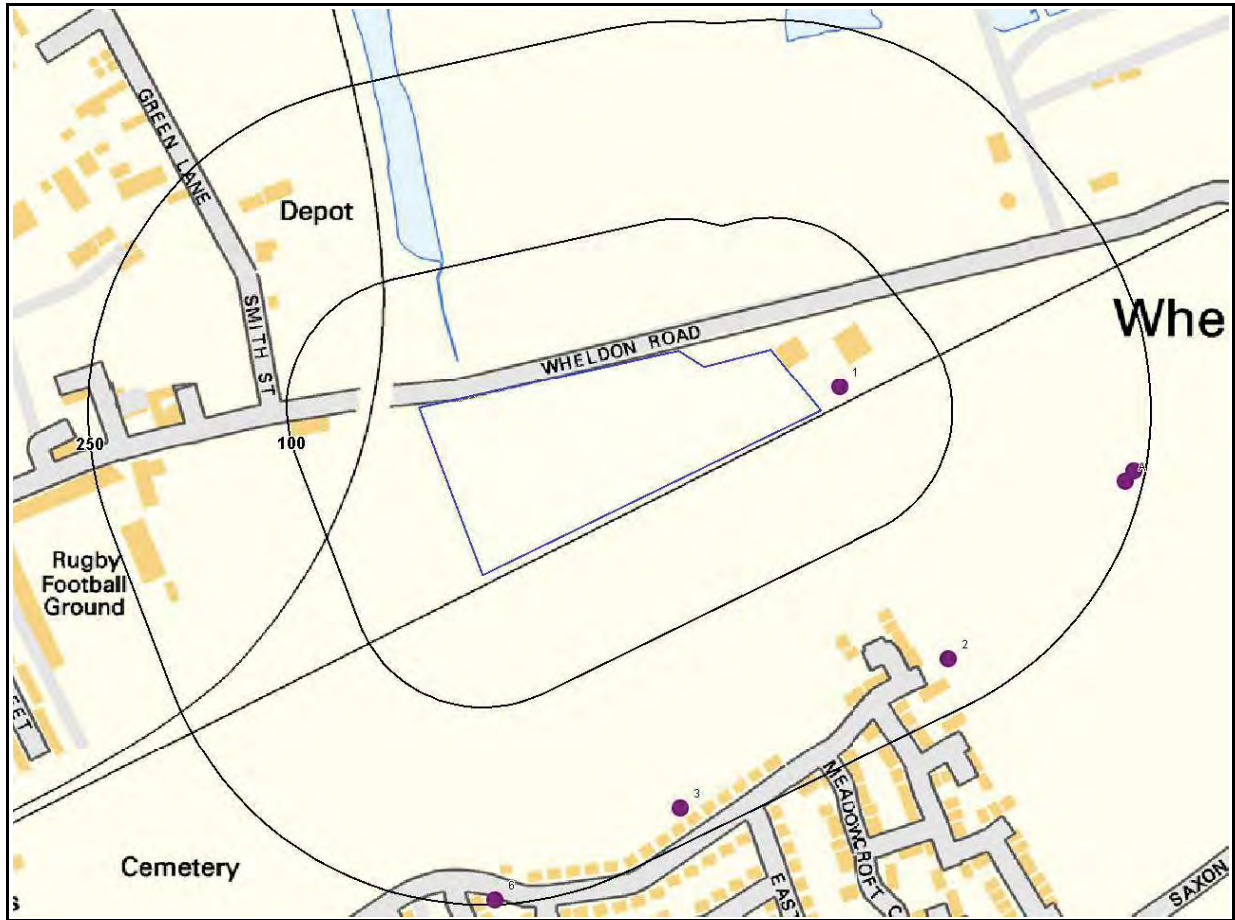 GREEN LANE
Depot
SMITH ST
Whe
WHELDON ROAD
1
250
100
A
Rugby
Football
Ground
2
EET
3
MEADOWCROFT C
Cemetery
6
EAST
SAXON
s